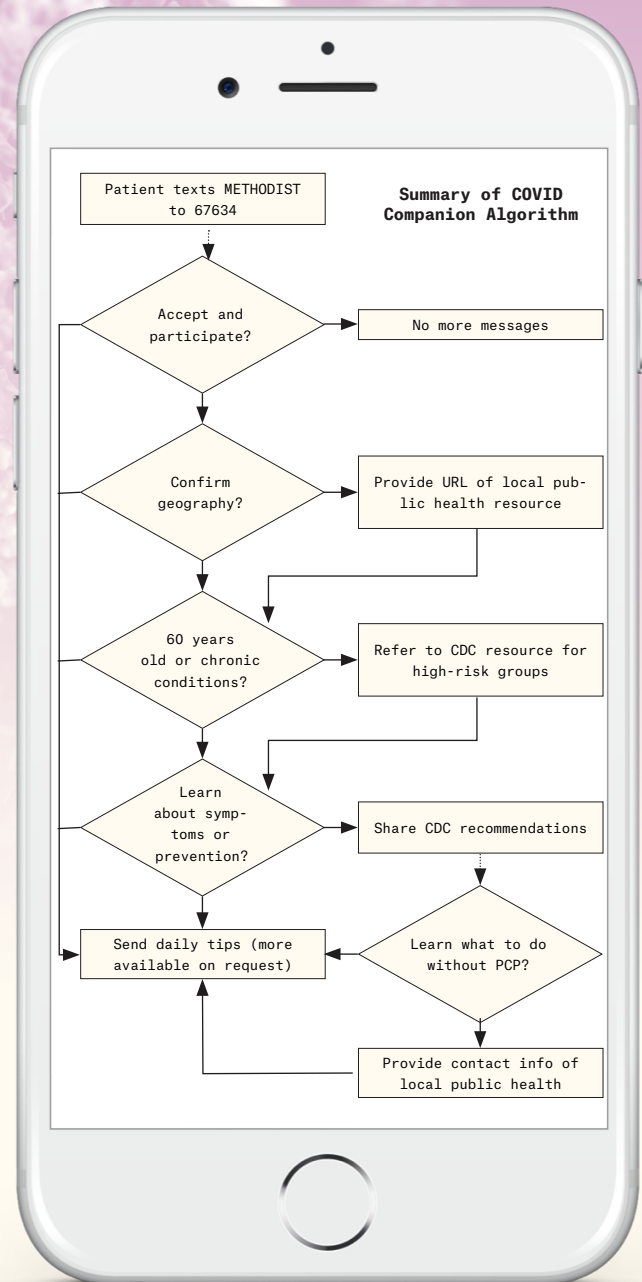 Patient texts METHODIST
to 67634
Summary of COVID
Companion Algorithm
Accept and
participate?
No more messages
Confirm
geography?
Provide URL of local pub-
lic health resource
60 years
old or chronic
conditions?
Refer to CDC resource for
high-risk groups
Learn
about symp-
toms or
prevention?
Share CDC recommendations
Send daily tips (more
available on request)
Learn what to do
without PCP?
Provide contact info of
local public health